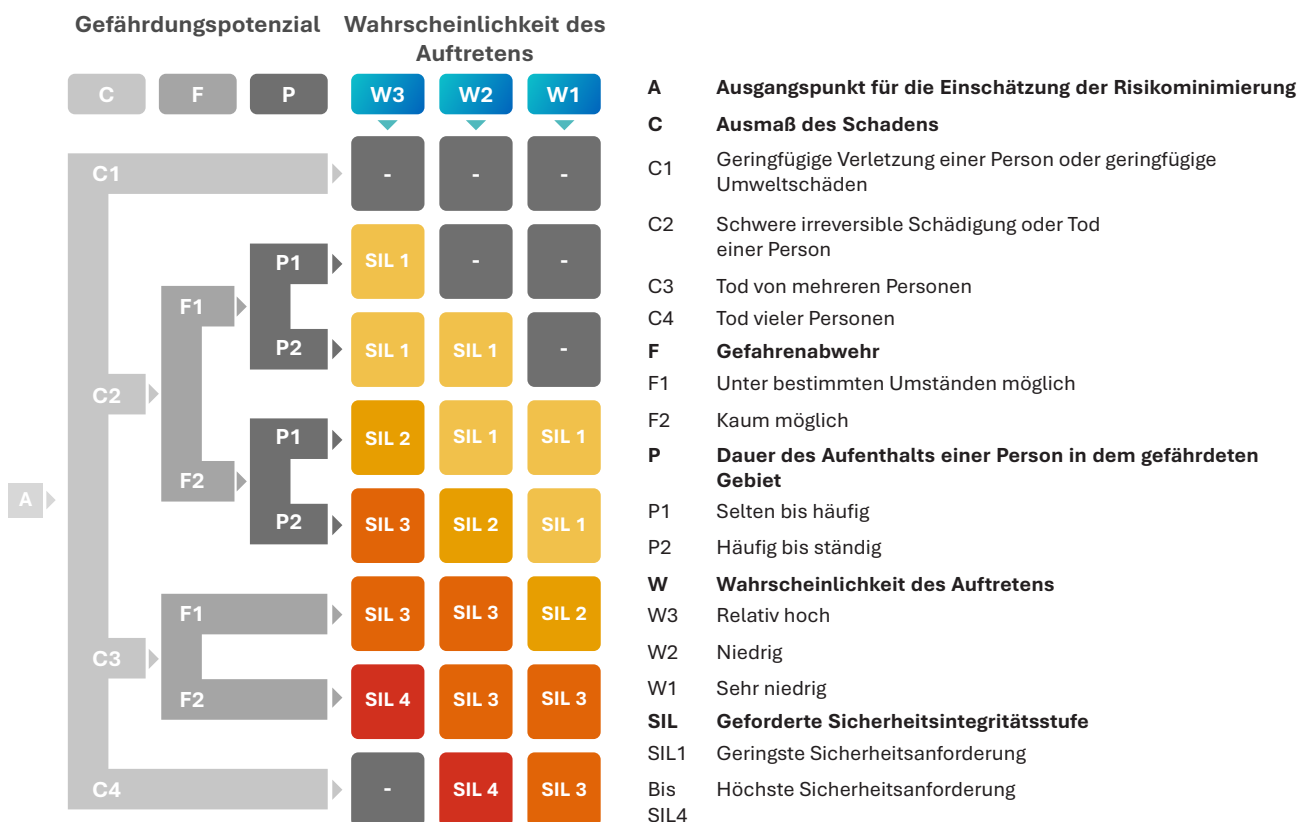 Gefährdungspotenzial
Wahrscheinlichkeit des
Auftretens
C F P W3 W2 W1
C1 - - -
P1 SIL 1 - -
F1
P2 SIL 1 SIL 1 -
C2
P1 SIL 2 SIL 1 SIL 1
F2
A
P2 SIL 3 SIL 2 SIL 1
F1 SIL 3 SIL 3 SIL 2
C3
F2 SIL 4 SIL 3 SIL 3
C4 - SIL 4 SIL 3
A Ausgangspunkt für die Einschätzung der Risikominimierung
C Ausmaß des Schadens
C1 Geringfügige Verletzung einer Person oder geringfügige
Umweltschäden
C2 Schwere irreversible Schädigung oder Tod
einer Person
C3 Tod von mehreren Personen
C4 Tod vieler Personen
F Gefahrenabwehr
F1 Unter bestimmten Umständen möglich
F2 Kaum möglich
P Dauer des Aufenthalts einer Person in dem gefährdeten
Gebiet
P1 Selten bis häufig
P2 Häufig bis ständig
W Wahrscheinlichkeit des Auftretens
W3 Relativ hoch
W2 Niedrig
W1 Sehr niedrig
SIL Geforderte Sicherheitsintegritätsstufe
SIL1 Geringste Sicherheitsanforderung
Bis Höchste Sicherheitsanforderung
SIL4